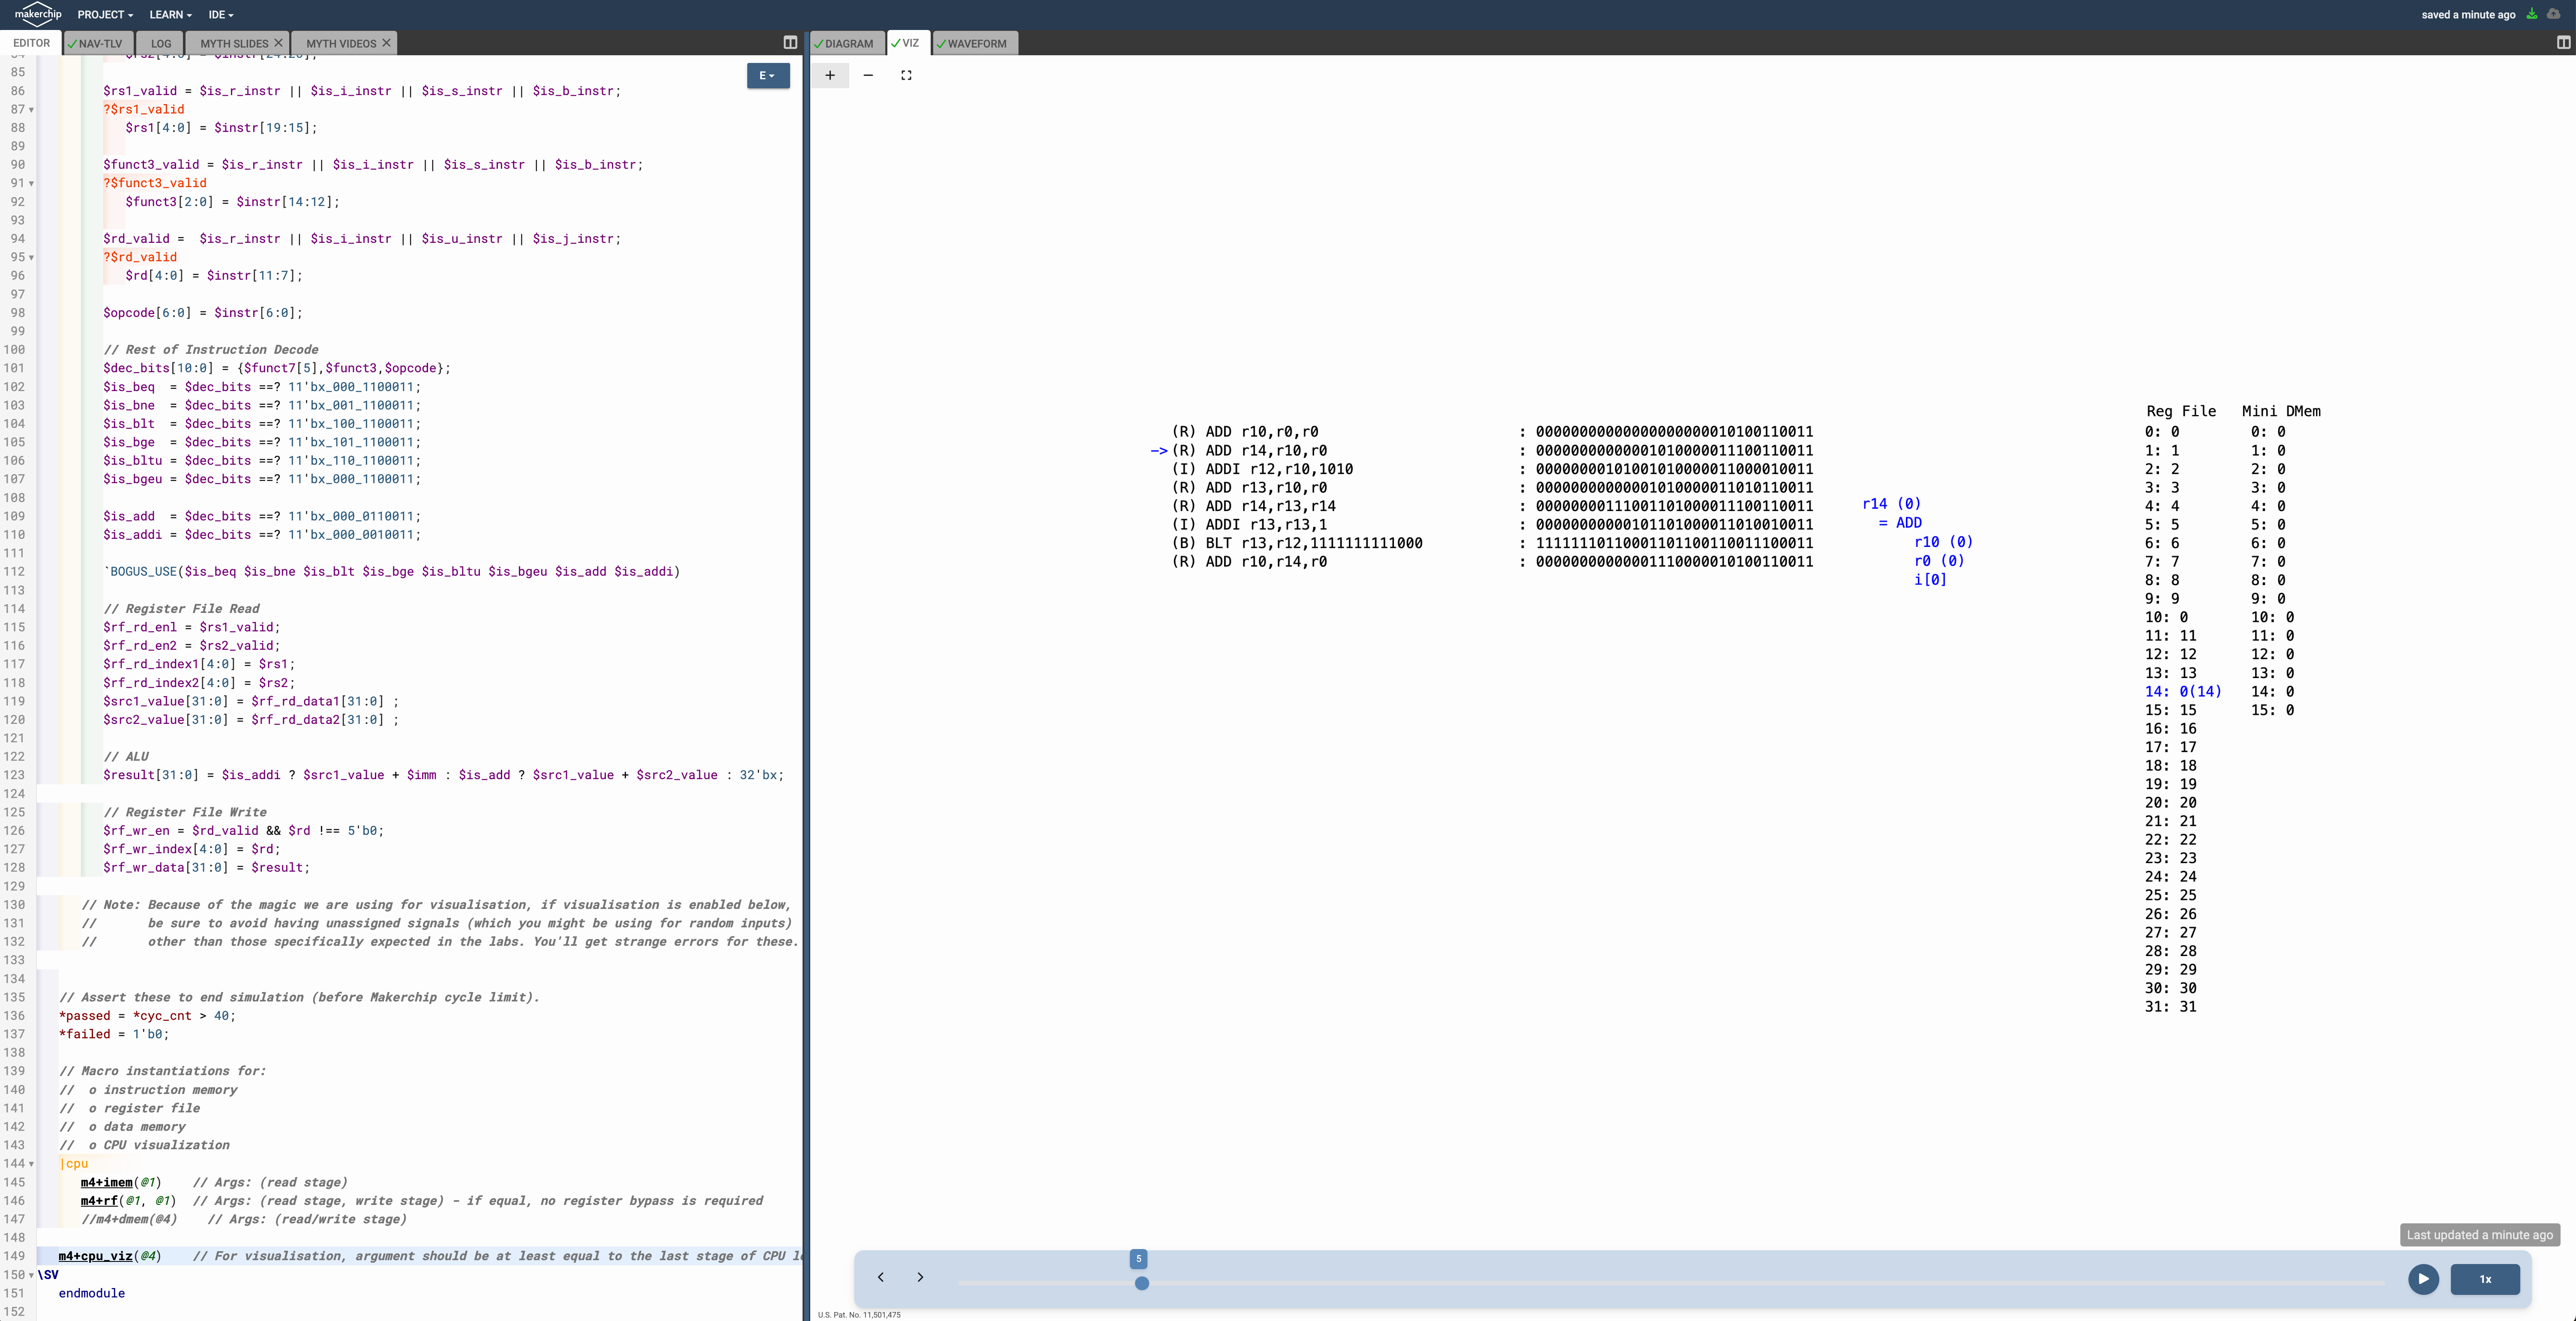 makerchip PROJECT LEARN IDE saved a minute ago
EDITOR NAV-TLV LOG MYTH SLIDES MYTH VIDEOS
DIAGRAM VIZ WAVEFORM
E
85
86 $rs1_valid = $is_r_instr || $is_i_instr || $is_s_instr || $is_b_instr;
87 ?$rs1_valid
88 $rs1[4:0] = $instr[19:15];
89
90 $funct3_valid = $is_r_instr || $is_i_instr || $is_s_instr || $is_b_instr;
91 ?$funct3_valid
92 $funct3[2:0] = $instr[14:12];
93
94 $rd_valid =  $is_r_instr || $is_i_instr || $is_u_instr || $is_j_instr;
95 ?$rd_valid
96 $rd[4:0] = $instr[11:7];
97
98 $opcode[6:0] = $instr[6:0];
99
100 // Rest of Instruction Decode
101 $dec_bits[10:0] = {$funct7[5],$funct3,$opcode};
102 $is_beq  = $dec_bits ==? 11'bx_000_1100011;
103 $is_bne  = $dec_bits ==? 11'bx_001_1100011;
104 $is_blt  = $dec_bits ==? 11'bx_100_1100011;
105 $is_bge  = $dec_bits ==? 11'bx_101_1100011;
106 $is_bltu = $dec_bits ==? 11'bx_110_1100011;
107 $is_bgeu = $dec_bits ==? 11'bx_000_1100011;
108
109 $is_add  = $dec_bits ==? 11'bx_000_0110011;
110 $is_addi = $dec_bits ==? 11'bx_000_0010011;
111
112 `BOGUS_USE($is_beq $is_bne $is_blt $is_bge $is_bltu $is_bgeu $is_add $is_addi)
113
114 // Register File Read
115 $rf_rd_en1 = $rs1_valid;
116 $rf_rd_en2 = $rs2_valid;
117 $rf_rd_index1[4:0] = $rs1;
118 $rf_rd_index2[4:0] = $rs2;
119 $src1_value[31:0] = $rf_rd_data1[31:0] ;
120 $src2_value[31:0] = $rf_rd_data2[31:0] ;
121
122 // ALU
123 $result[31:0] = $is_addi ? $src1_value + $imm : $is_add ? $src1_value + $src2_value : 32'bx;
124
125 // Register File Write
126 $rf_wr_en = $rd_valid && $rd !== 5'b0;
127 $rf_wr_index[4:0] = $rd;
128 $rf_wr_data[31:0] = $result;
129
130 // Note: Because of the magic we are using for visualisation, if visualisation is enabled below,
131 //       be sure to avoid having unassigned signals (which you might be using for random inputs)
132 //       other than those specifically expected in the labs. You'll get strange errors for these.
133
134
135 // Assert these to end simulation (before Makerchip cycle limit).
136 *passed = *cyc_cnt > 40;
137 *failed = 1'b0;
138
139 // Macro instantiations for:
140 //  o instruction memory
141 //  o register file
142 //  o data memory
143 //  o CPU visualization
144 |cpu
145 m4+imem(@1)    // Args: (read stage)
146 m4+rf(@1, @1)  // Args: (read stage, write stage) - if equal, no register bypass is required
147 //m4+dmem(@4)    // Args: (read/write stage)
148
149 m4+cpu_viz(@4)    // For visualisation, argument should be at least equal to the last stage of CPU
150 \SV
151 endmodule
152
(R) ADD r10,r0,r0 : 00000000000000000000010100110011
-> (R) ADD r14,r10,r0 : 00000000000001010000011100110011
(I) ADDI r12,r10,1010 : 00000000101001010000011000010011
(R) ADD r13,r10,r0 : 00000000000001010000011010110011
(R) ADD r14,r13,r14 : 00000000111001101000011100110011
(I) ADDI r13,r13,1 : 00000000000101101000011010010011
(B) BLT r13,r12,1111111111000 : 11111110110001101100110011100011
(R) ADD r10,r14,r0 : 00000000000001110000010100110011
r14 (0)
= ADD
r10 (0)
r0 (0)
i[0]
Reg File Mini DMem
0: 0 0: 0
1: 1 1: 0
2: 2 2: 0
3: 3 3: 0
4: 4 4: 0
5: 5 5: 0
6: 6 6: 0
7: 7 7: 0
8: 8 8: 0
9: 9 9: 0
10: 0 10: 0
11: 11 11: 0
12: 12 12: 0
13: 13 13: 0
14: 0(14) 14: 0
15: 15 15: 0
16: 16
17: 17
18: 18
19: 19
20: 20
21: 21
22: 22
23: 23
24: 24
25: 25
26: 26
27: 27
28: 28
29: 29
30: 30
31: 31
Last updated a minute ago
5
1x
U.S. Pat. No. 11,501,475